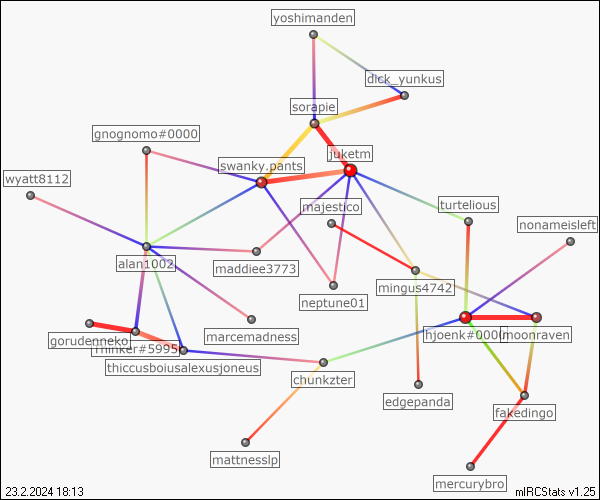 yoshimanden
dick_yunkus
sorapie
gnognomo#0000
juketm
swanky.pants
wyatt8112
majestico
turtelious
nonameisleft
alan1002
maddiee3773
mingus4742
neptune01
gorudenneko
marcemadness
hjoenk#0000
moonraven
Thinker#5995
thiccusboiusalexusjoneus
chunkzter
edgepanda
fakedingo
mattnesslp
mercurybro
23.2.2024 18:13
mIRCStats v1.25